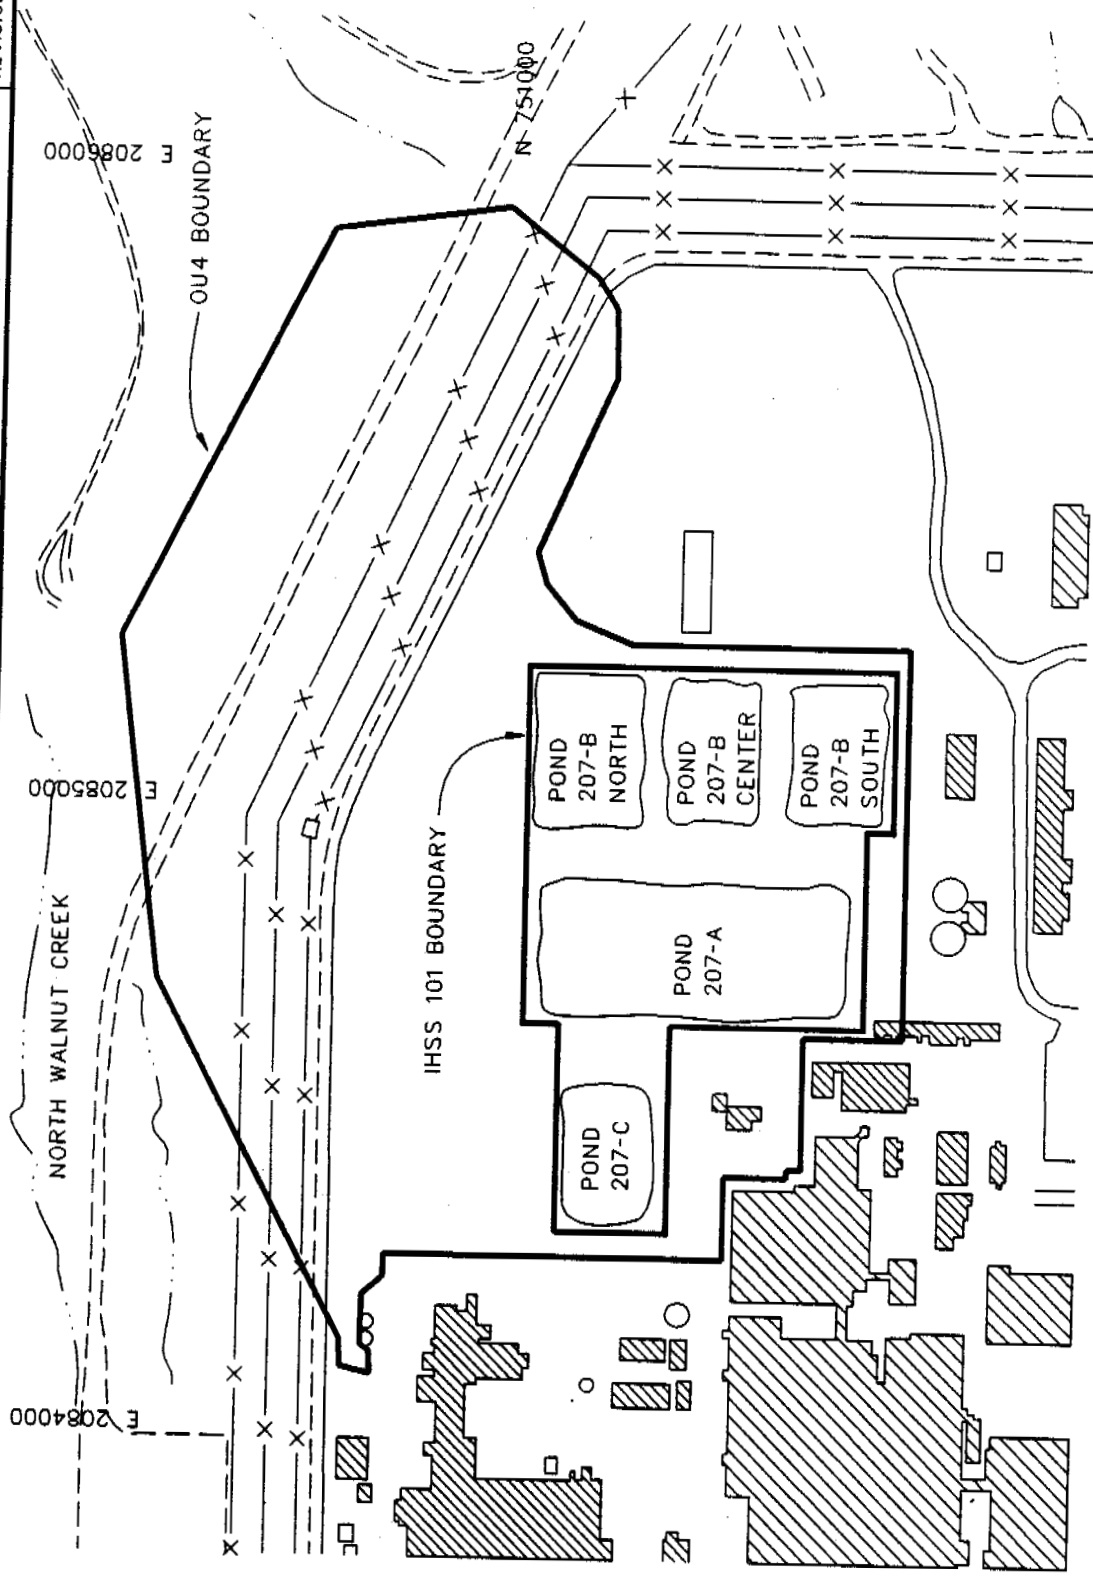 NORTH WALNUT CREEK
E 2084000
E 2085000
E 2086000
OU4 BOUNDARY
N 751000
IHSS 101 BOUNDARY
POND
207-C
POND
207-A
POND
207-B
NORTH
POND
207-B
CENTER
POND
207-B
SOUTH